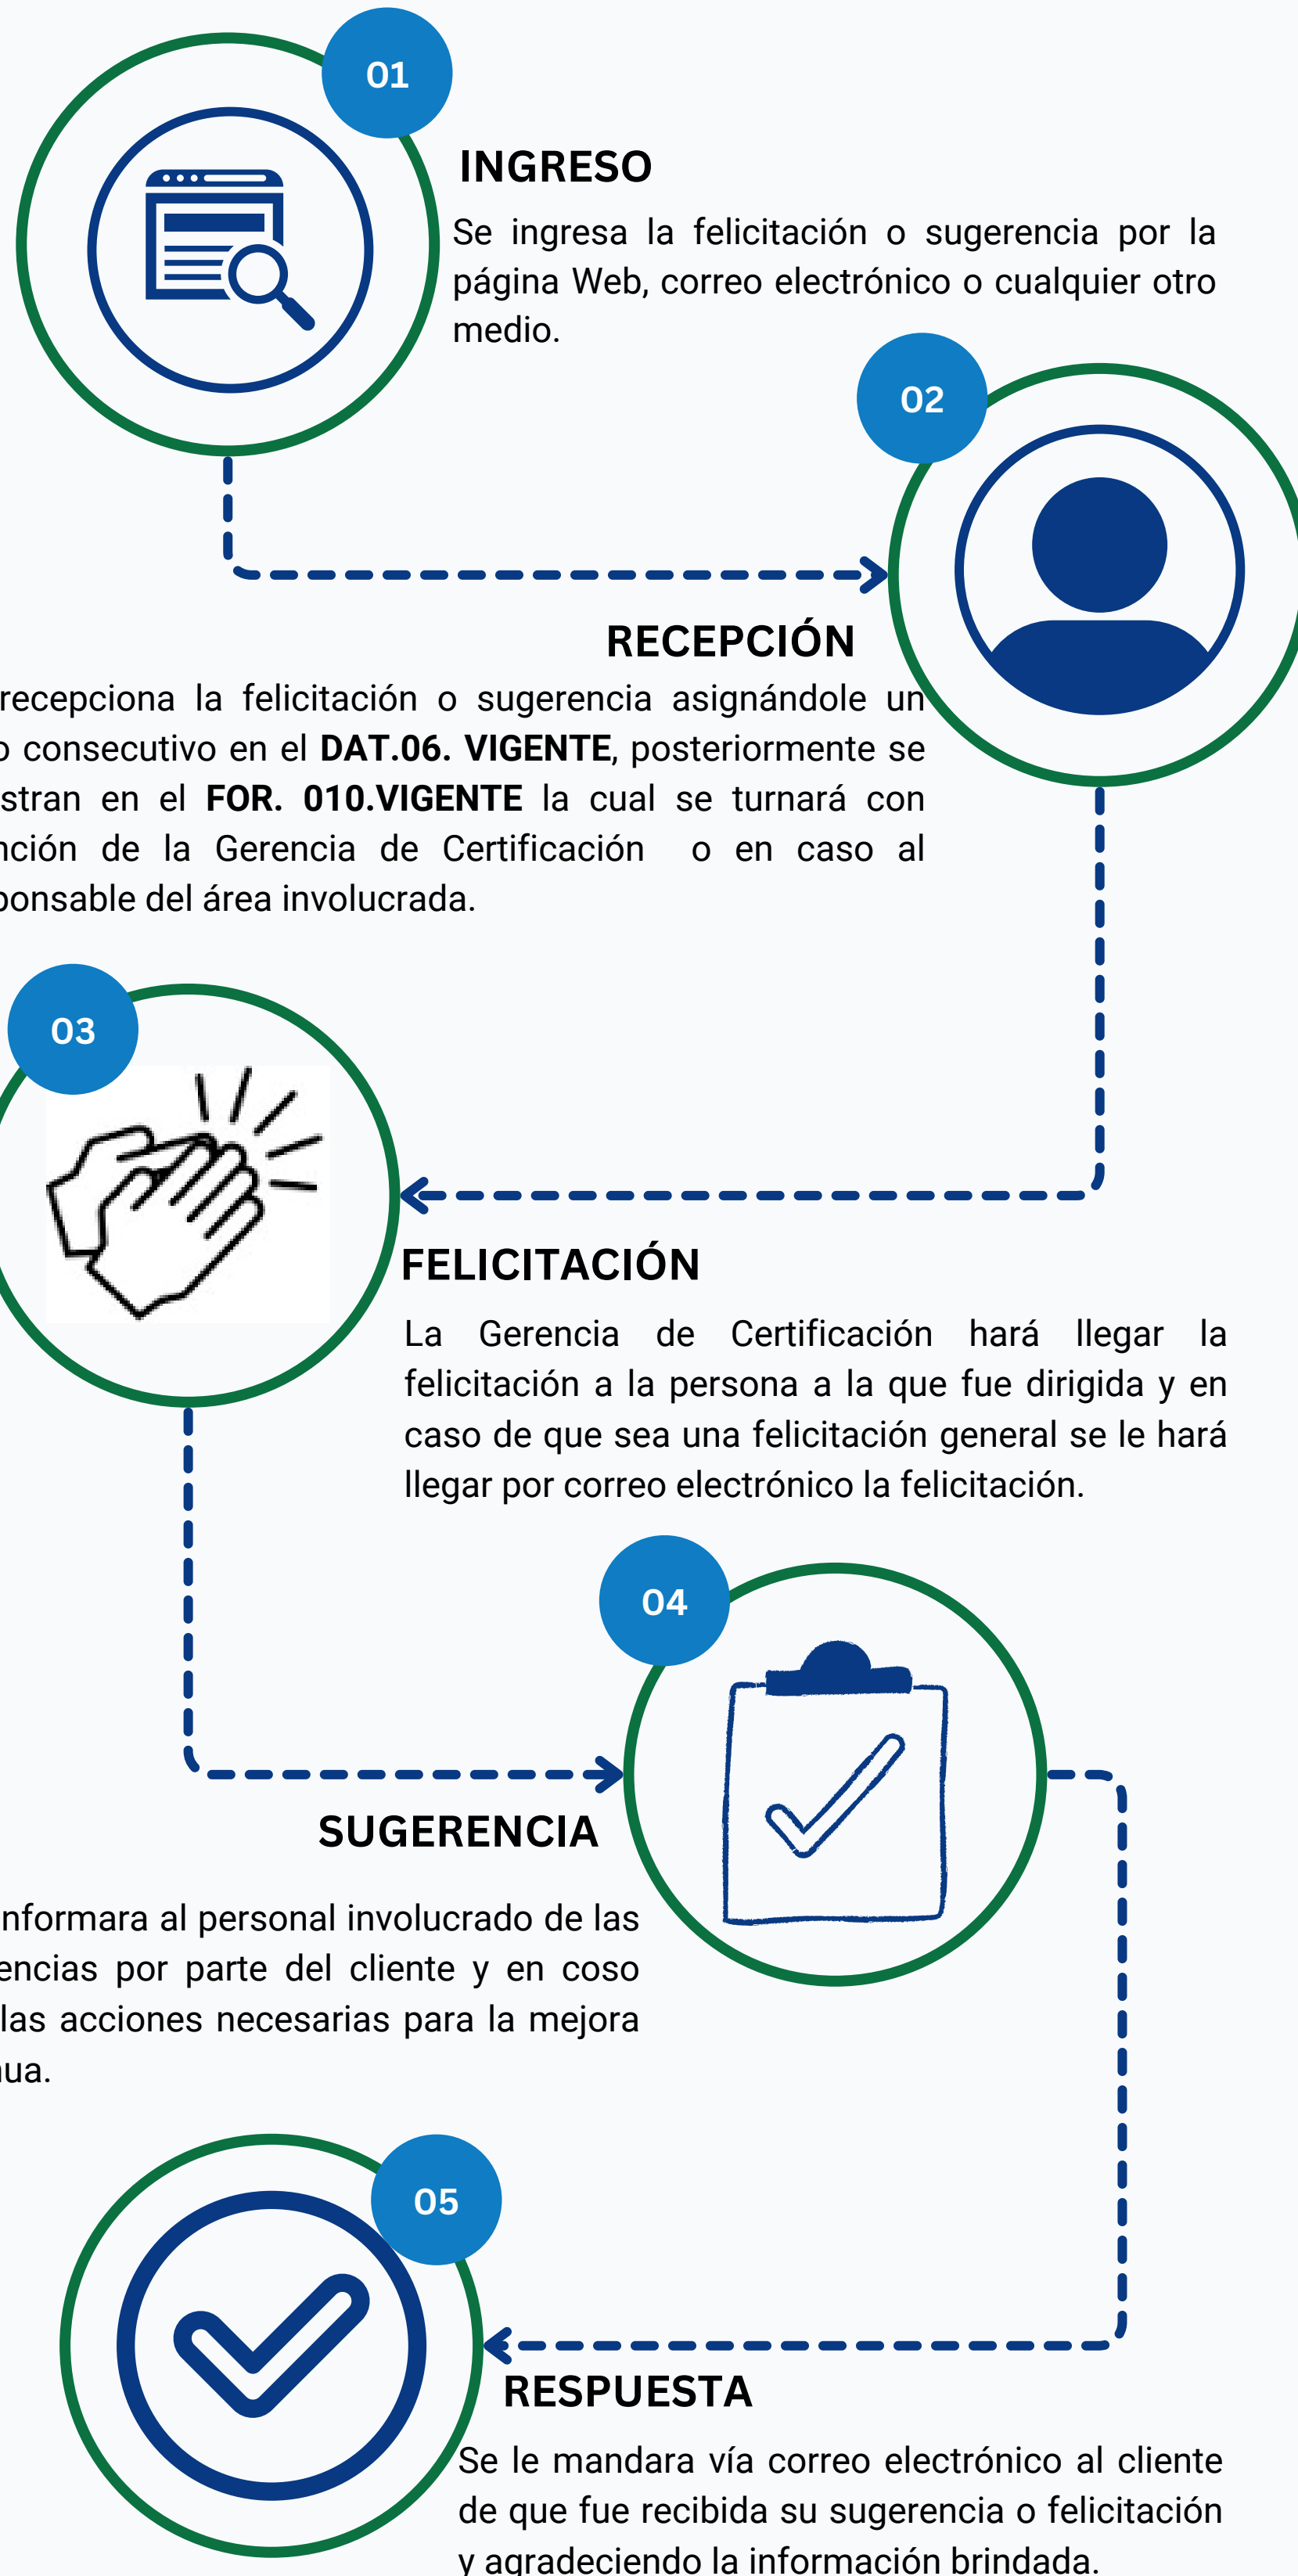 01
INGRESO
Se ingresa la felicitación o sugerencia por la
página Web, correo electrónico o cualquier otro
medio.
02
RECEPCIÓN
recepciona la felicitación o sugerencia asignándole un
consecutivo en el DAT.06. VIGENTE, posteriormente se
en el FOR. 010.VIGENTE la cual se turnará con
de la Gerencia de Certificación o en caso al
del área involucrada.
03
FELICITACIÓN
La Gerencia de Certificación hará llegar la
felicitación a la persona a la que fue dirigida y en
caso de que sea una felicitación general se le hará
llegar por correo electrónico la felicitación.
04
SUGERENCIA
informara al personal involucrado de las
por parte del cliente y en coso
las acciones necesarias para la mejora
05
RESPUESTA
Se le mandara vía correo electrónico al cliente
de que fue recibida su sugerencia o felicitación
y agradeciendo la información brindada.